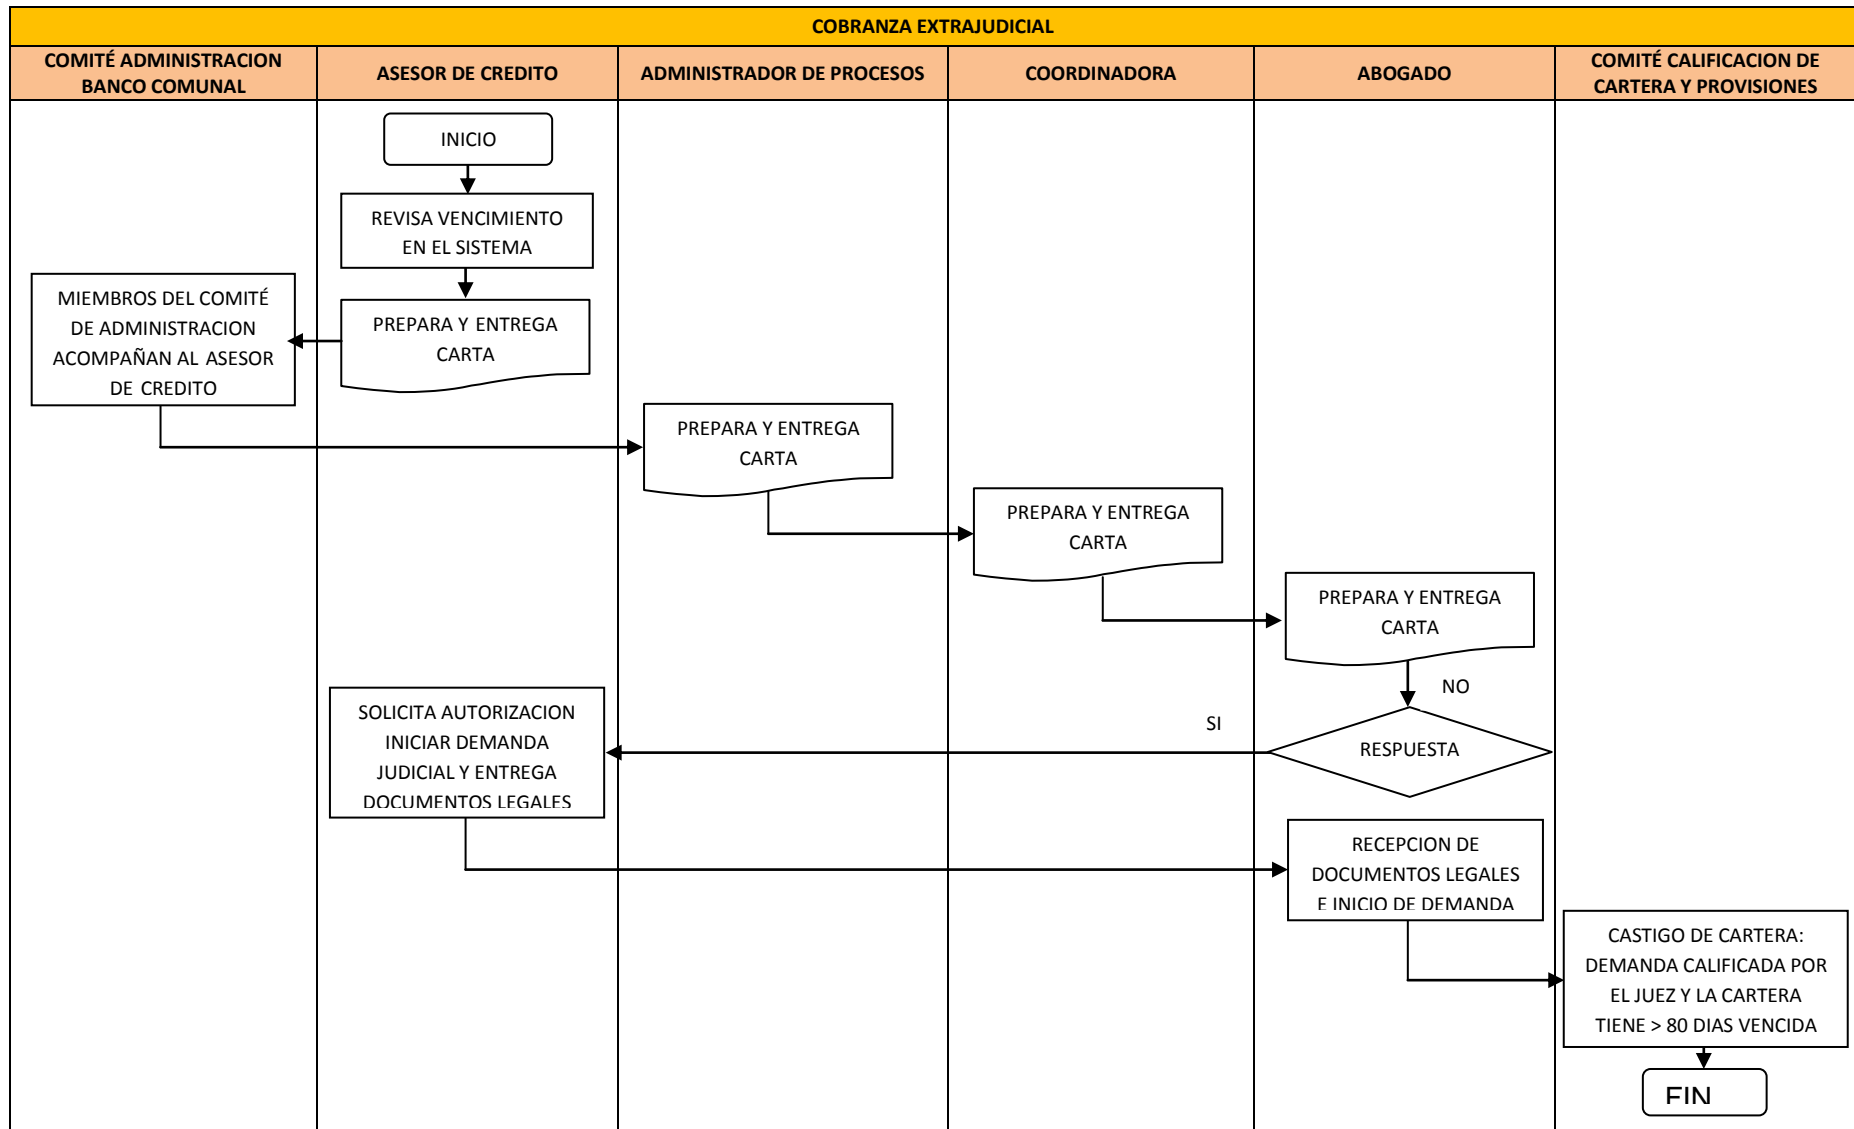 COBRANZA EXTRAJUDICIAL
COMITÉ ADMINISTRACION
BANCO COMUNAL
ASESOR DE CREDITO
ADMINISTRADOR DE PROCESOS
COORDINADORA
ABOGADO
COMITÉ CALIFICACION DE
CARTERA Y PROVISIONES
INICIO
REVISA VENCIMIENTO
EN EL SISTEMA
MIEMBROS DEL COMITÉ
DE ADMINISTRACION
ACOMPAÑAN AL ASESOR
DE CREDITO
PREPARA Y ENTREGA
CARTA
PREPARA Y ENTREGA
CARTA
PREPARA Y ENTREGA
CARTA
PREPARA Y ENTREGA
CARTA
NO
SI
RESPUESTA
SOLICITA AUTORIZACION
INICIAR DEMANDA
JUDICIAL Y ENTREGA
DOCUMENTOS LEGALES
RECEPCION DE
DOCUMENTOS LEGALES
E INICIO DE DEMANDA
CASTIGO DE CARTERA:
DEMANDA CALIFICADA POR
EL JUEZ Y LA CARTERA
TIENE > 80 DIAS VENCIDA
FIN